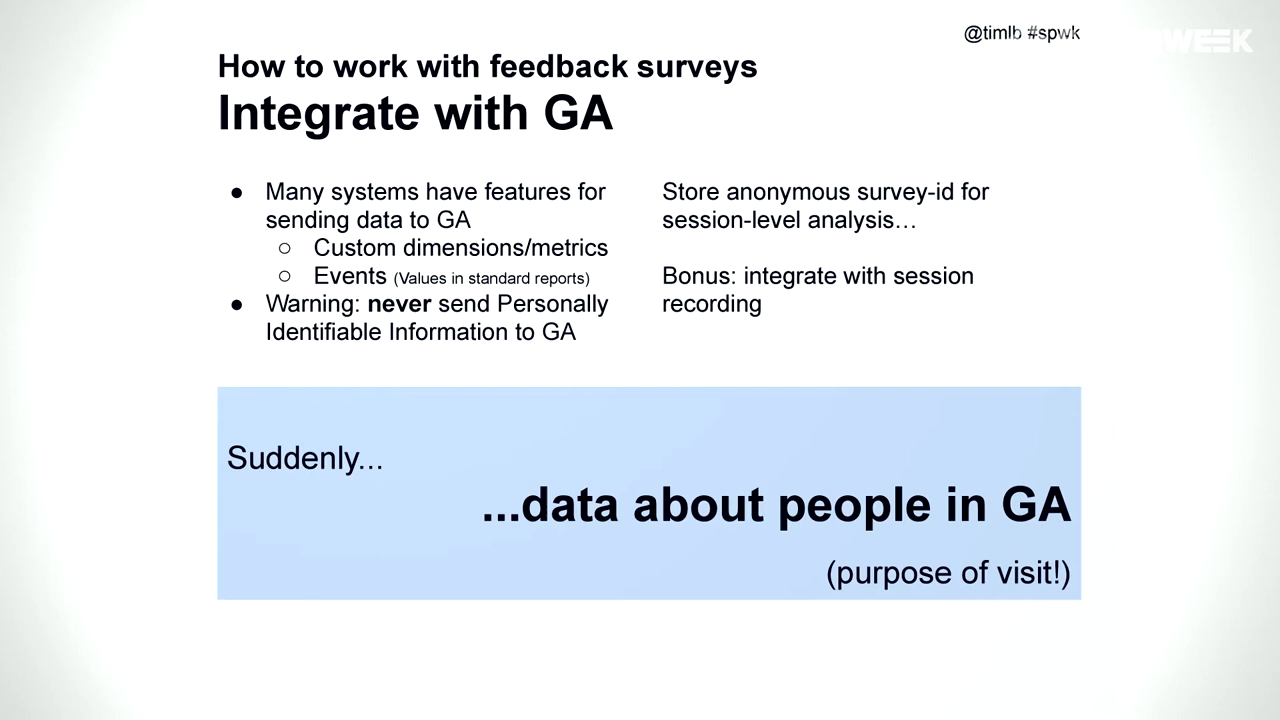 @timlb #spwk
WEEK
How to work with feedback surveys
Integrate with GA
● Many systems have features for
sending data to GA
○ Custom dimensions/metrics
○ Events (Values in standard reports)
● Warning: never send Personally
Identifiable Information to GA
Store anonymous survey-id for
session-level analysis…
Bonus: integrate with session
recording
Suddenly...
...data about people in GA
(purpose of visit!)